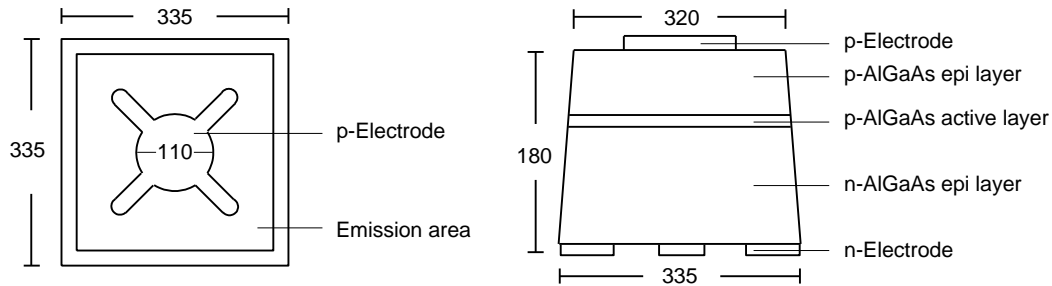 335
335
110
p-Electrode
Emission area
320
180
p-Electrode
p-AlGaAs epi layer
p-AlGaAs active layer
n-AlGaAs epi layer
n-Electrode
335